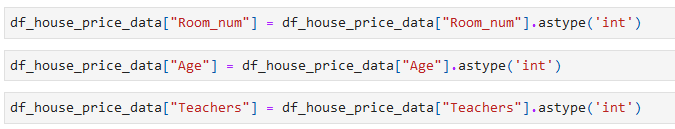 df_house_price_data["Room_num"] = df_house_price_data["Room_num"].astype('int')
df_house_price_data["Age"] = df_house_price_data["Age"].astype('int')
df_house_price_data["Teachers"] = df_house_price_data["Teachers"].astype('int')